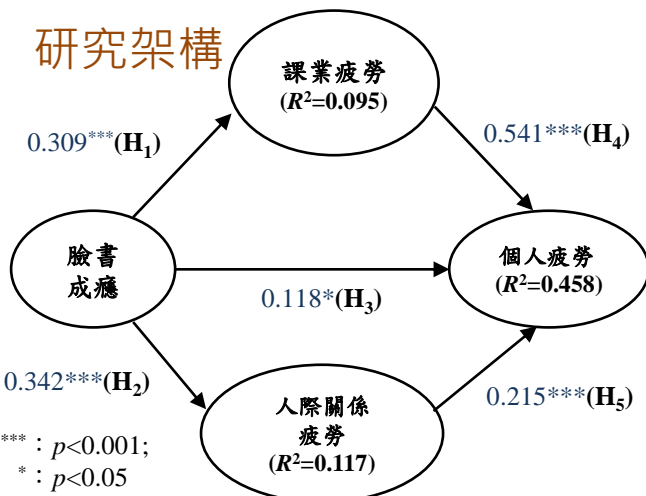 研究架構
課業疲勞
(R²=0.095)
0.309***(H₁)
0.541***(H₄)
臉書
成癮
個人疲勞
(R²=0.458)
0.118*(H₃)
0.342***(H₂)
人際關係
疲勞
(R²=0.117)
0.215***(H₅)
***：p<0.001;
*：p<0.05